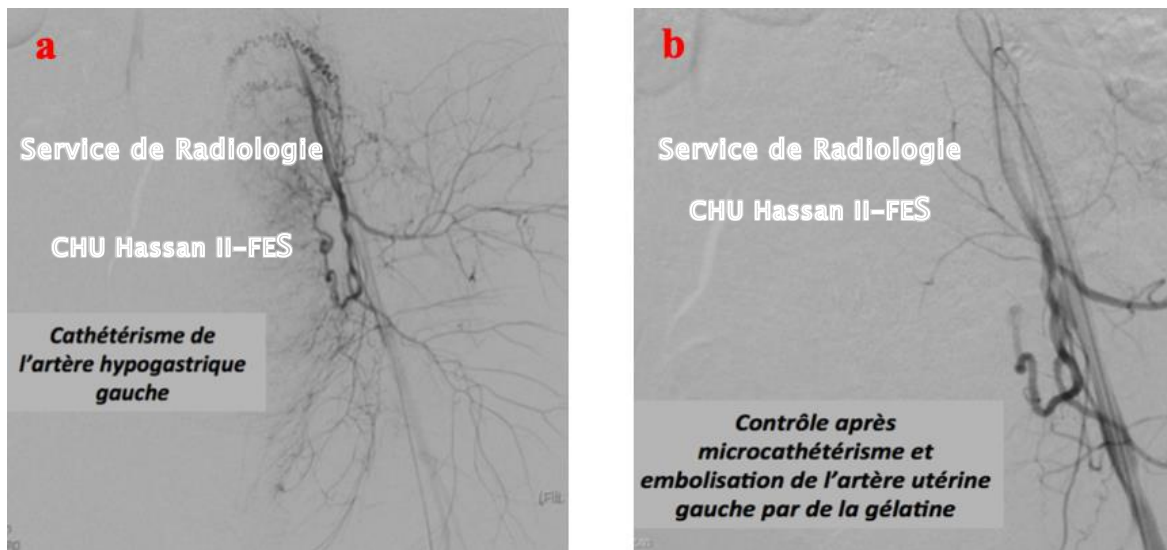 a
Service de Radiologie
CHU Hassan II-FES
Cathétérisme de
l'artère hypogastrique
gauche
b
Service de Radiologie
CHU Hassan II-FES
Contrôle après
microcathétérisme et
embolisation de l'artère utérine
gauche par de la gélatine